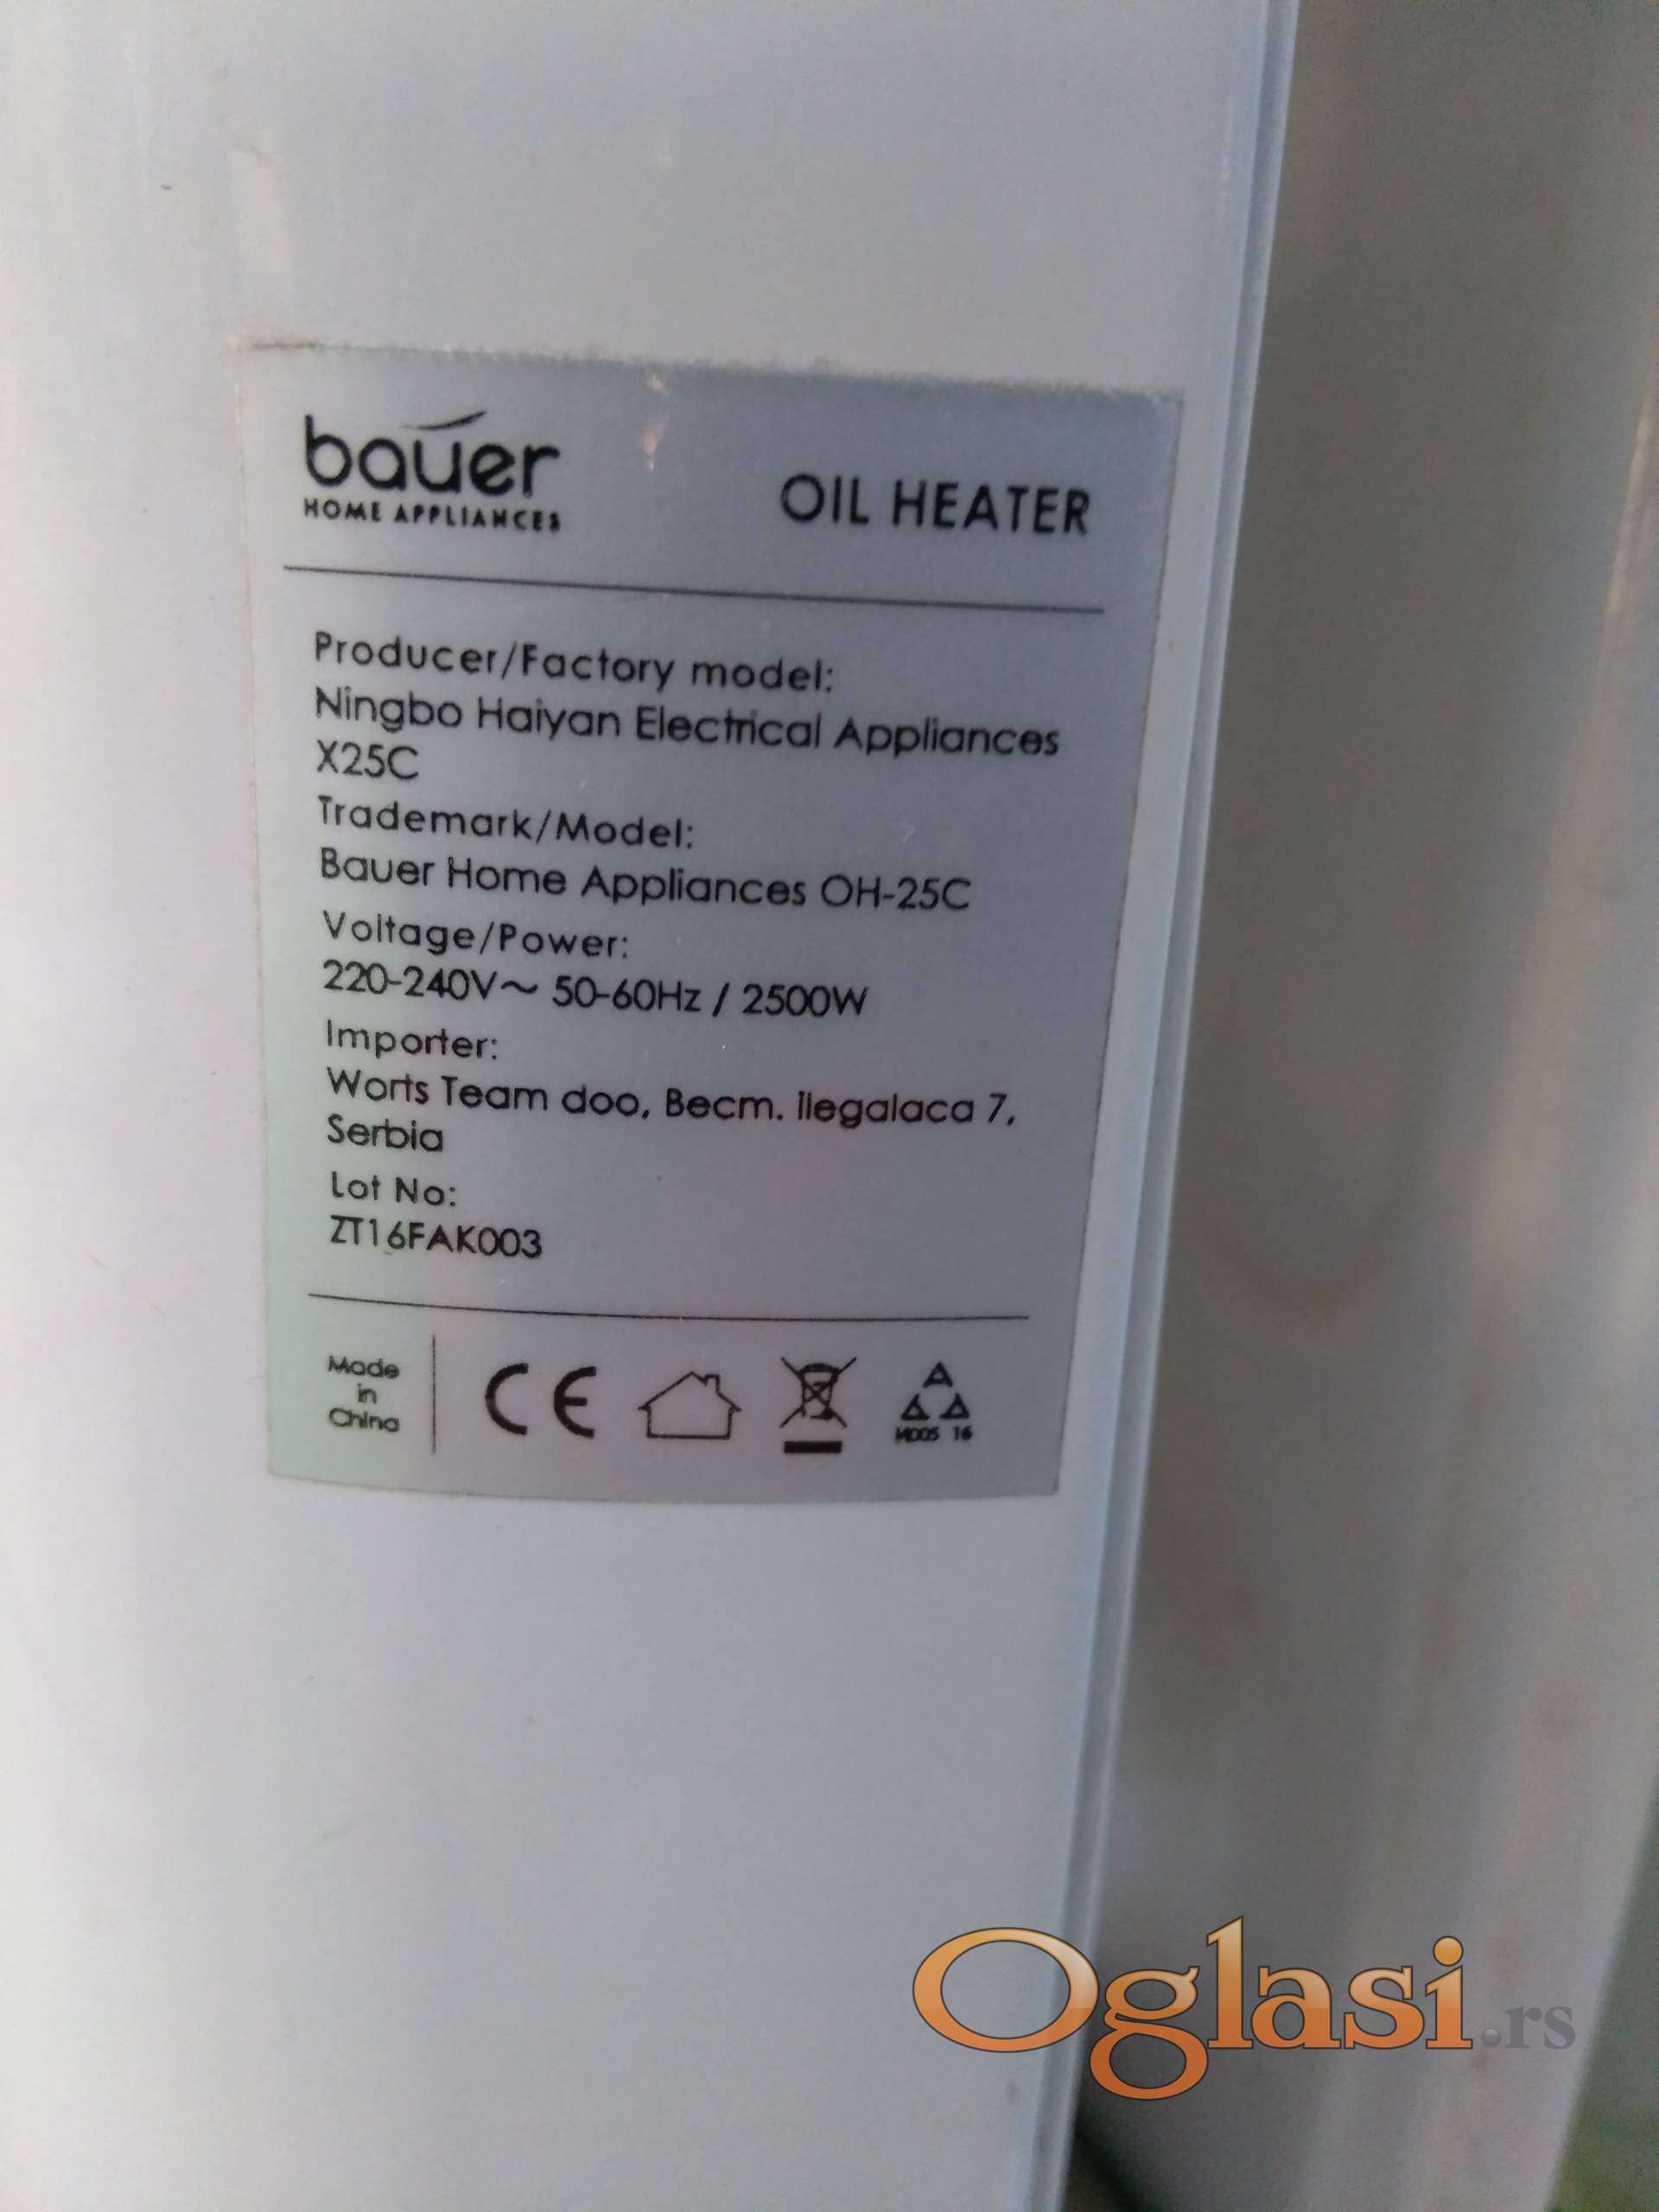 bauer
HOME APPLIANCES
OIL HEATER
Producer/Factory model:
Ningbo Haiyan Electrical Appliances
X25C
Trademark/Model:
Bauer Home Appliances OH-25C
Voltage/Power:
220-240V~ 50-60Hz / 2500W
Importer:
Worts Team doo, Becm. ilegalaca 7,
Serbia
Lot No:
ZT16FAK003
Made
in
China
CE
A
A A
16
Oglasi.rs